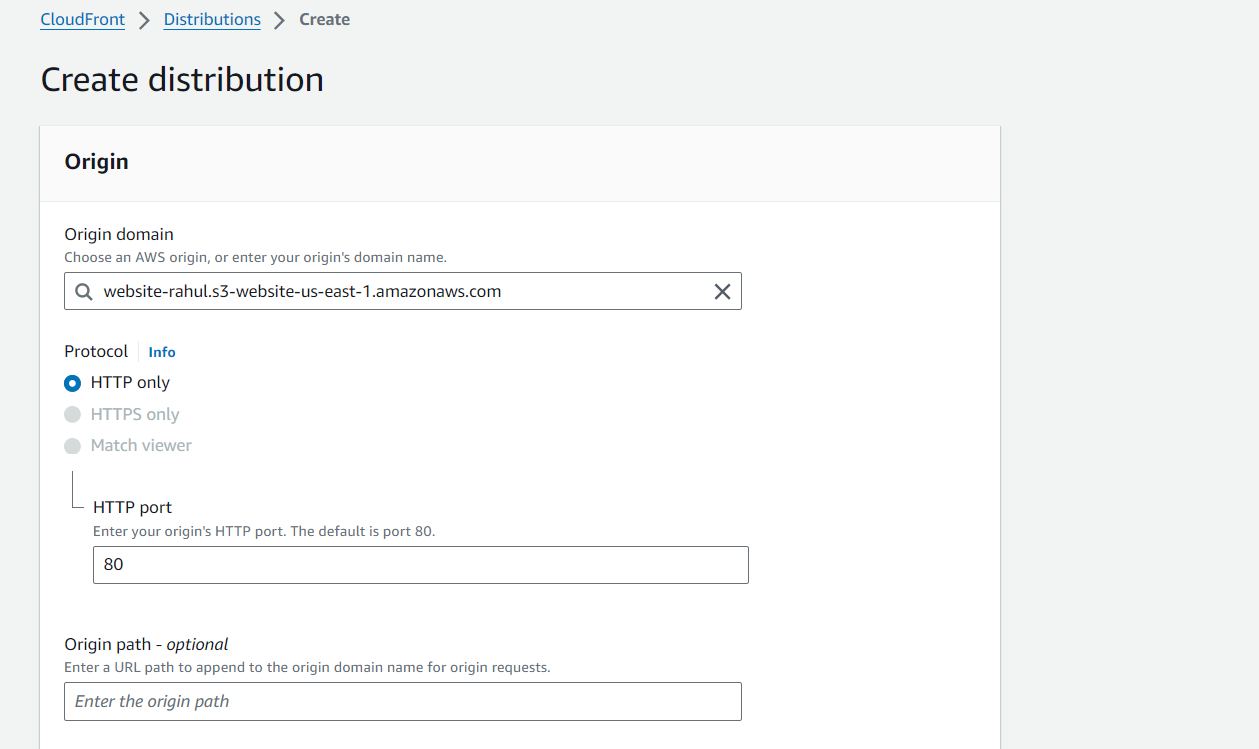 CloudFront > Distributions > Create
Create distribution
Origin
Origin domain
Choose an AWS origin, or enter your origin's domain name.
website-rahul.s3-website-us-east-1.amazonaws.com
Protocol Info
HTTP only
HTTPS only
Match viewer
HTTP port
Enter your origin's HTTP port. The default is port 80.
80
Origin path - optional
Enter a URL path to append to the origin domain name for origin requests.
Enter the origin path